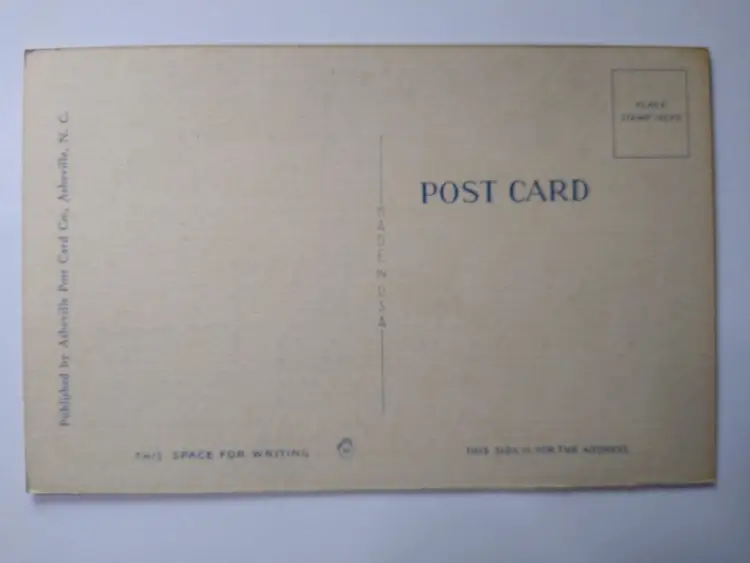 Published by Asheville Post Card Co., Asheville, N. C.
PLACE
STAMP HERE
POST CARD
MADE IN USA
THIS SPACE FOR WRITING
THIS SIDE IS FOR THE ADDRESS